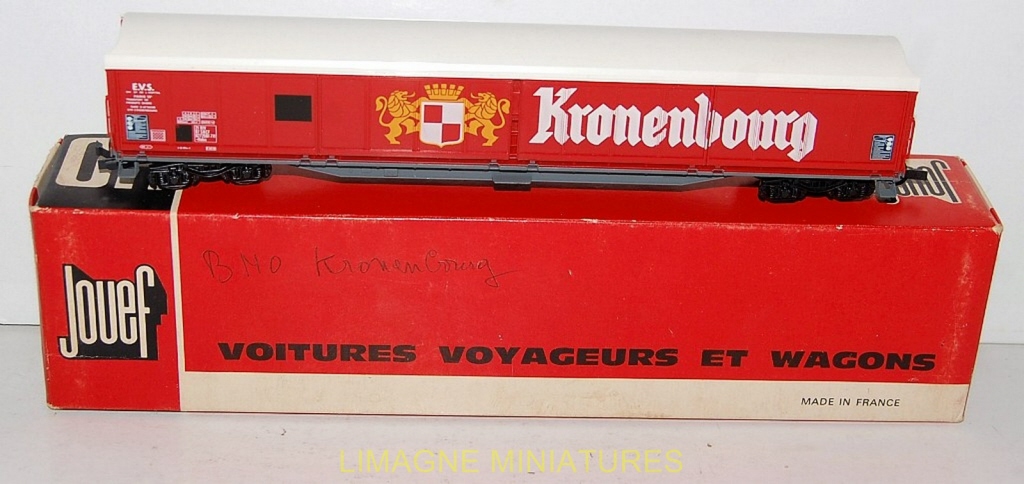 E.V.S.
Kronenbourg
Jouef
BNO Kronenbourg
VOITURES VOYAGEURS ET WAGONS
MADE IN FRANCE
LIMAGNE MINIATURES